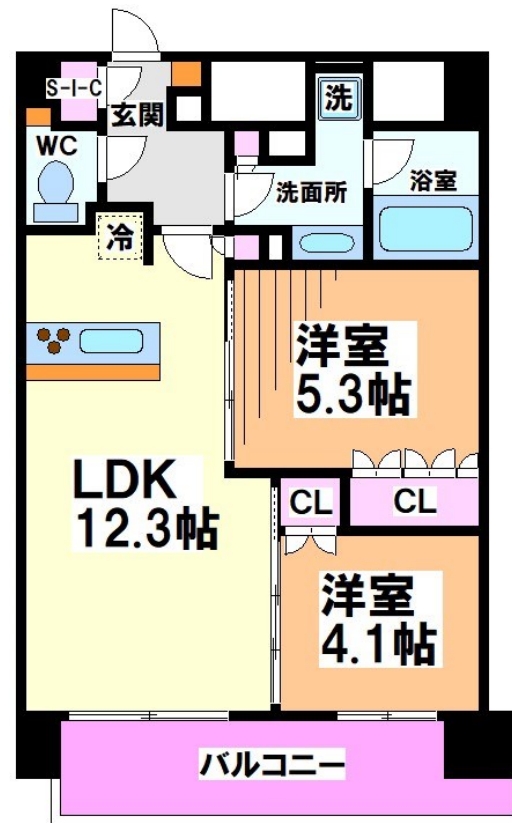 S-I-C
玄関
洗
WC
洗面所
浴室
冷
洋室
5.3帖
LDK
12.3帖
CL
CL
洋室
4.1帖
バルコニー